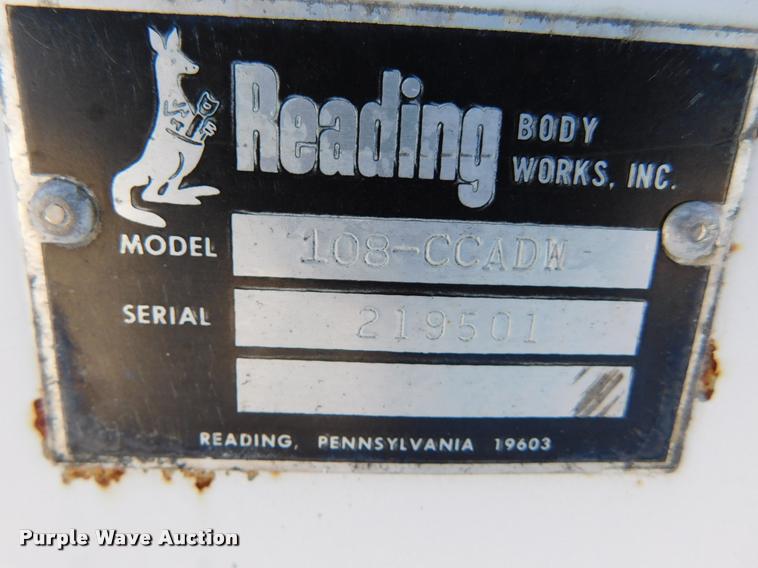 Reading BODY WORKS, INC.
MODEL 108-CCADW
SERIAL 219501
READING, PENNSYLVANIA 19603
Purple Wave Auction